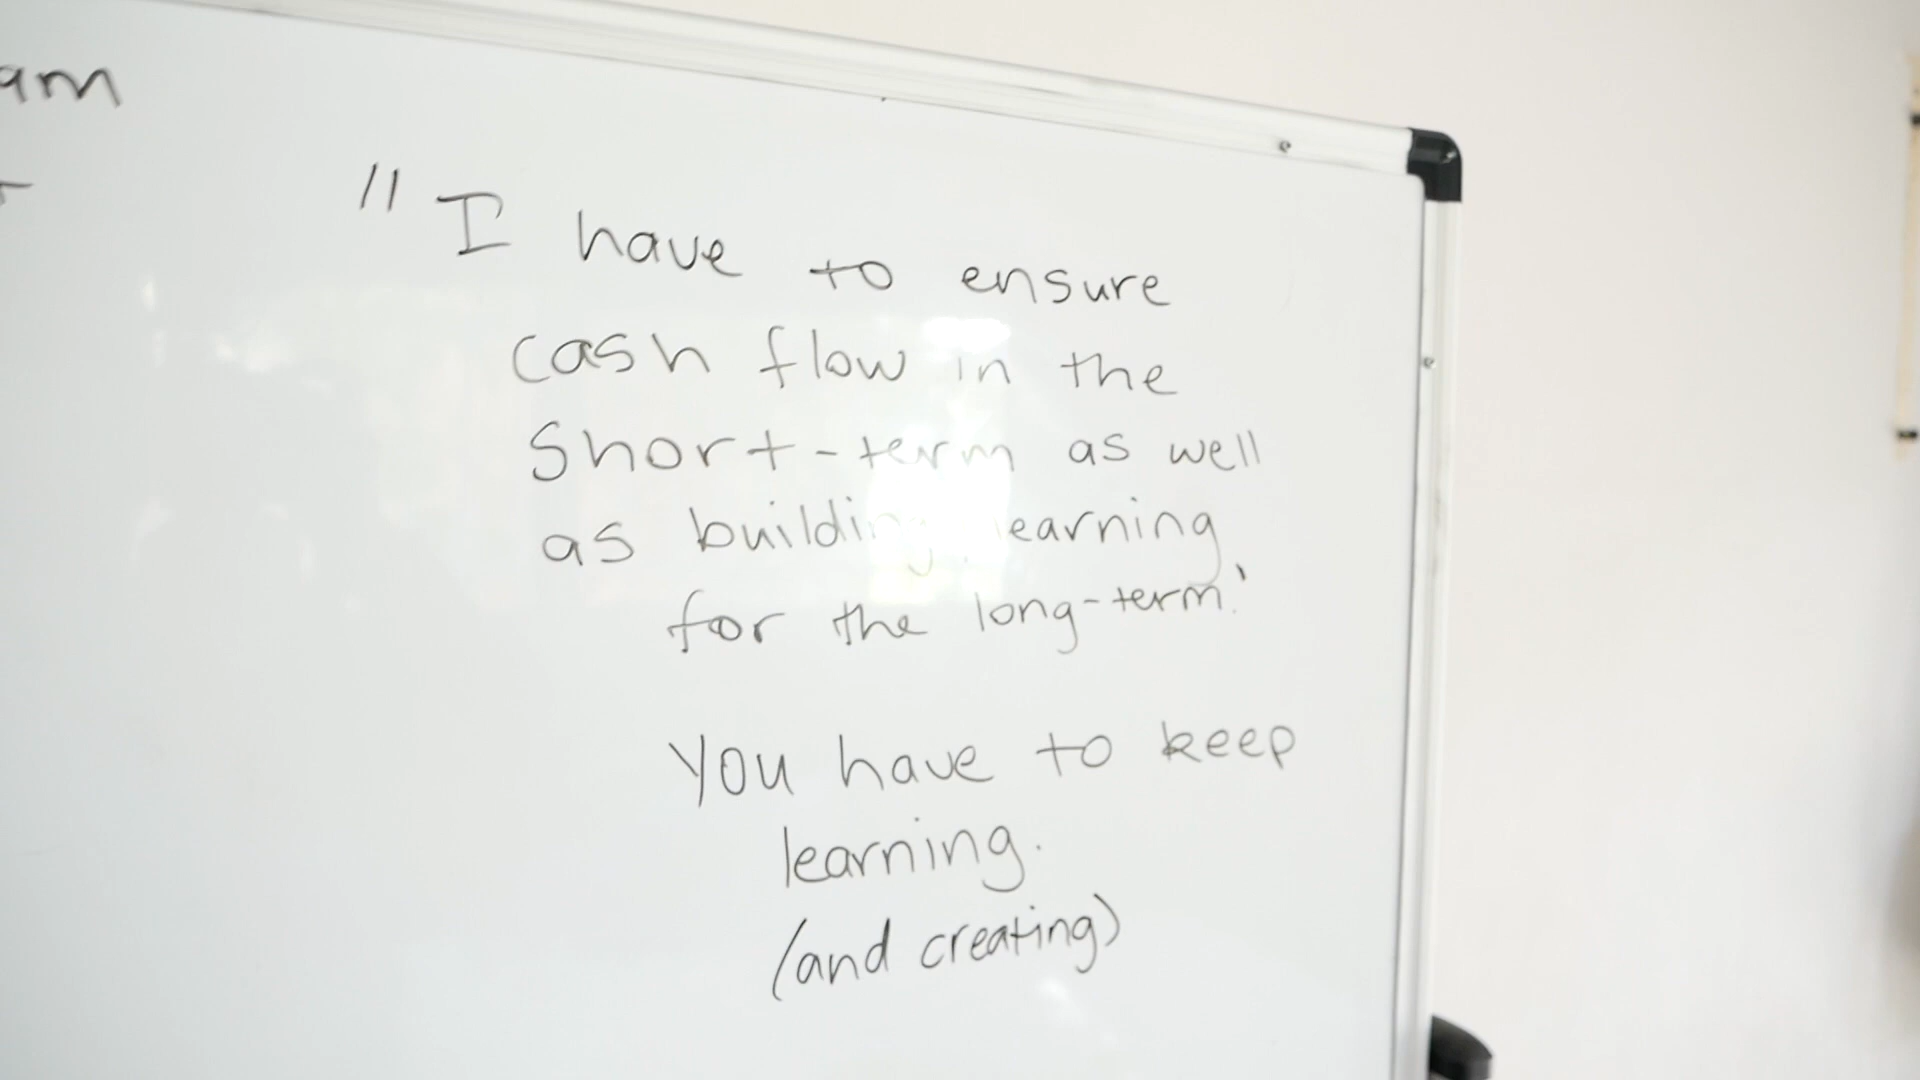 am
"I have to ensure
cash flow in the
short-term as well
as building learning
for the long-term.'
You have to keep
learning.
(and creating)